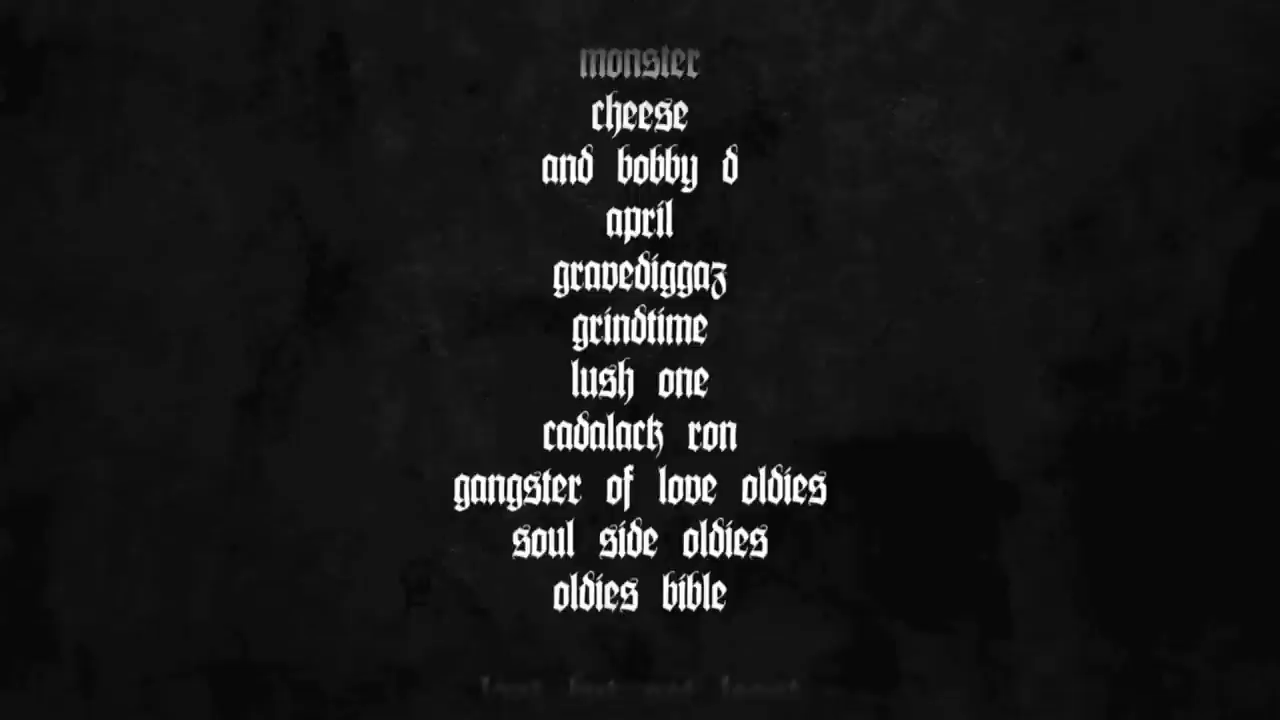 monster
cheese
and bobby d
april
gravediggaz
grindtime
lush one
cadalack ron
gangster of love oldies
soul side oldies
oldies bible